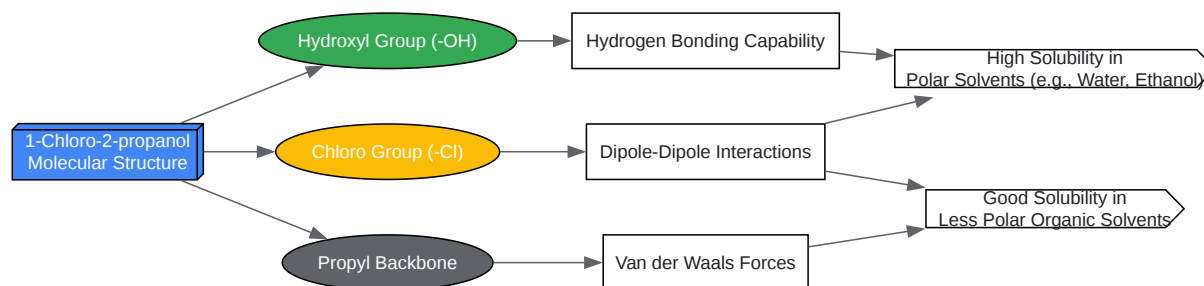 Hydroxyl Group (-OH)
Hydrogen Bonding Capability
High Solubility in
Polar Solvents (e.g., Water, Ethanol)
1-Chloro-2-propanol
Molecular Structure
Chloro Group (-Cl)
Dipole-Dipole Interactions
Good Solubility in
Less Polar Organic Solvents
Propyl Backbone
Van der Waals Forces